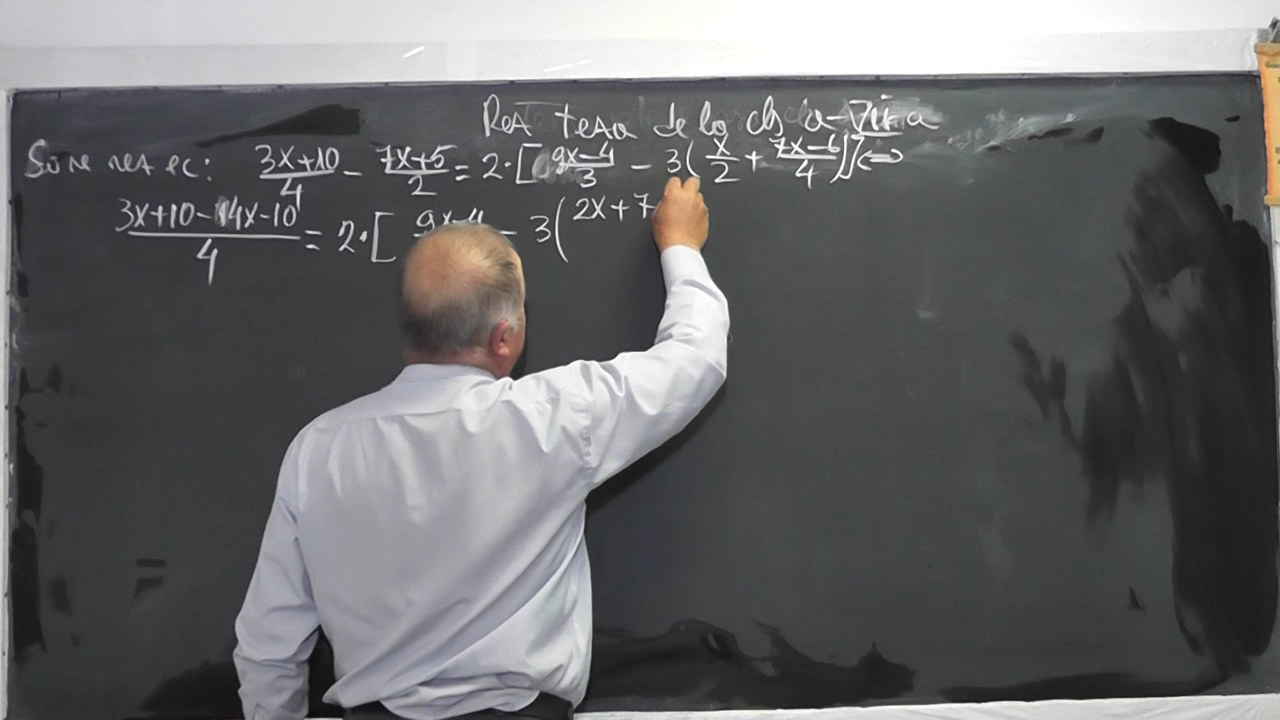 Res tema de la clasa a-VII-a
Să se rez ec: (3x+10)/4 - (7x+5)/2 = 2·[(9x-4)/3 - 3(x/2 + (7x-6)/4)] ⇔
(3x+10-14x-10)/4 = 2·[9x-4 - 3(2x+7